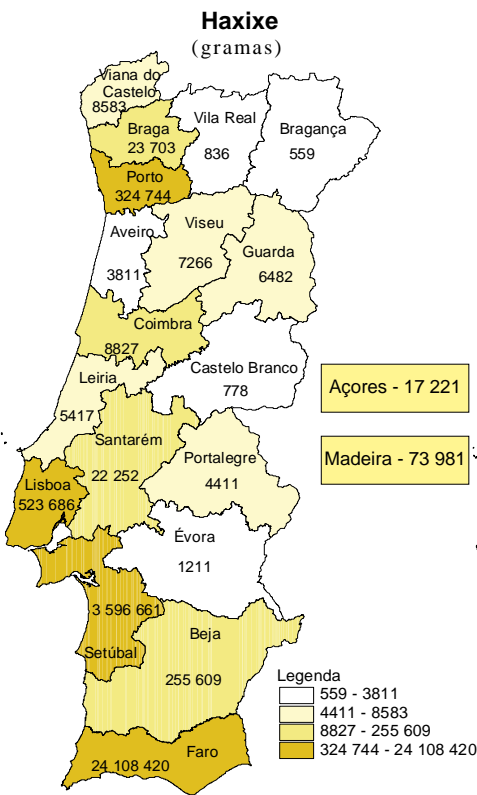 Haxixe
(gramas)
Viana do
Castelo
8583
Braga
23 703
Vila Real
836
Bragança
559
Porto
324 744
Aveiro
3811
Viseu
7266
Guarda
6482
Coimbra
8827
Castelo Branco
778
Leiria
5417
Açores - 17 221
Santarém
22 252
Madeira - 73 981
Portalegre
4411
Lisboa
523 686
Évora
1211
3 596 661
Setúbal
Beja
255 609
Faro
24 108 420
Legenda
559 - 3811
4411 - 8583
8827 - 255 609
324 744 - 24 108 420